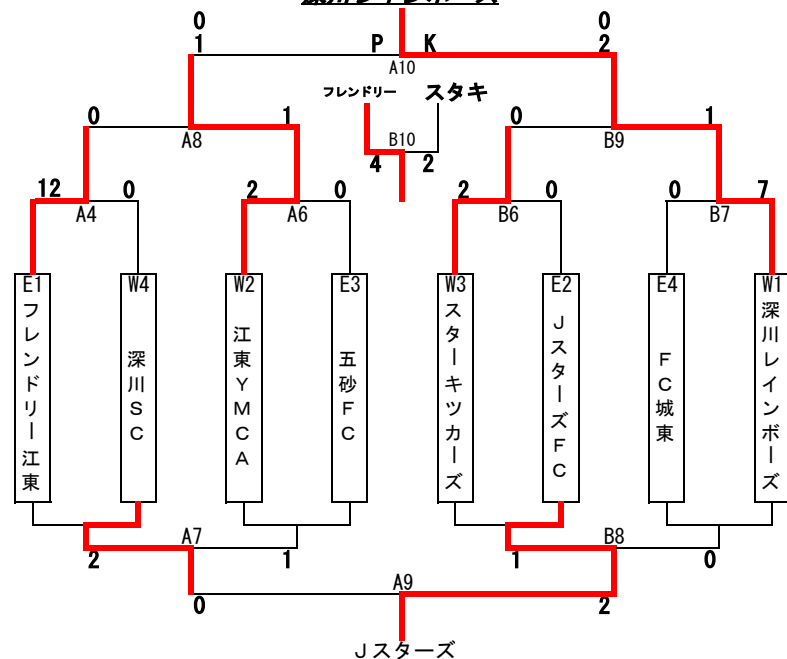 0 0
1 P K 2
A10
フレンドリー スタキ
0 1 0 1
A8 B10 B9
4 2
12 0 2 0 2 0 0 7
A4 A6 B6 B7
E1 W4 W2 E3 W3 E2 E4 W1
フレンドリー江東
深川SC
江東YMCA
五砂FC
スターキツカーズ
JスターズFC
FC城東
深川レインボーズ
A7 B8
2 1 1 0
A9
0 2
Jスターズ